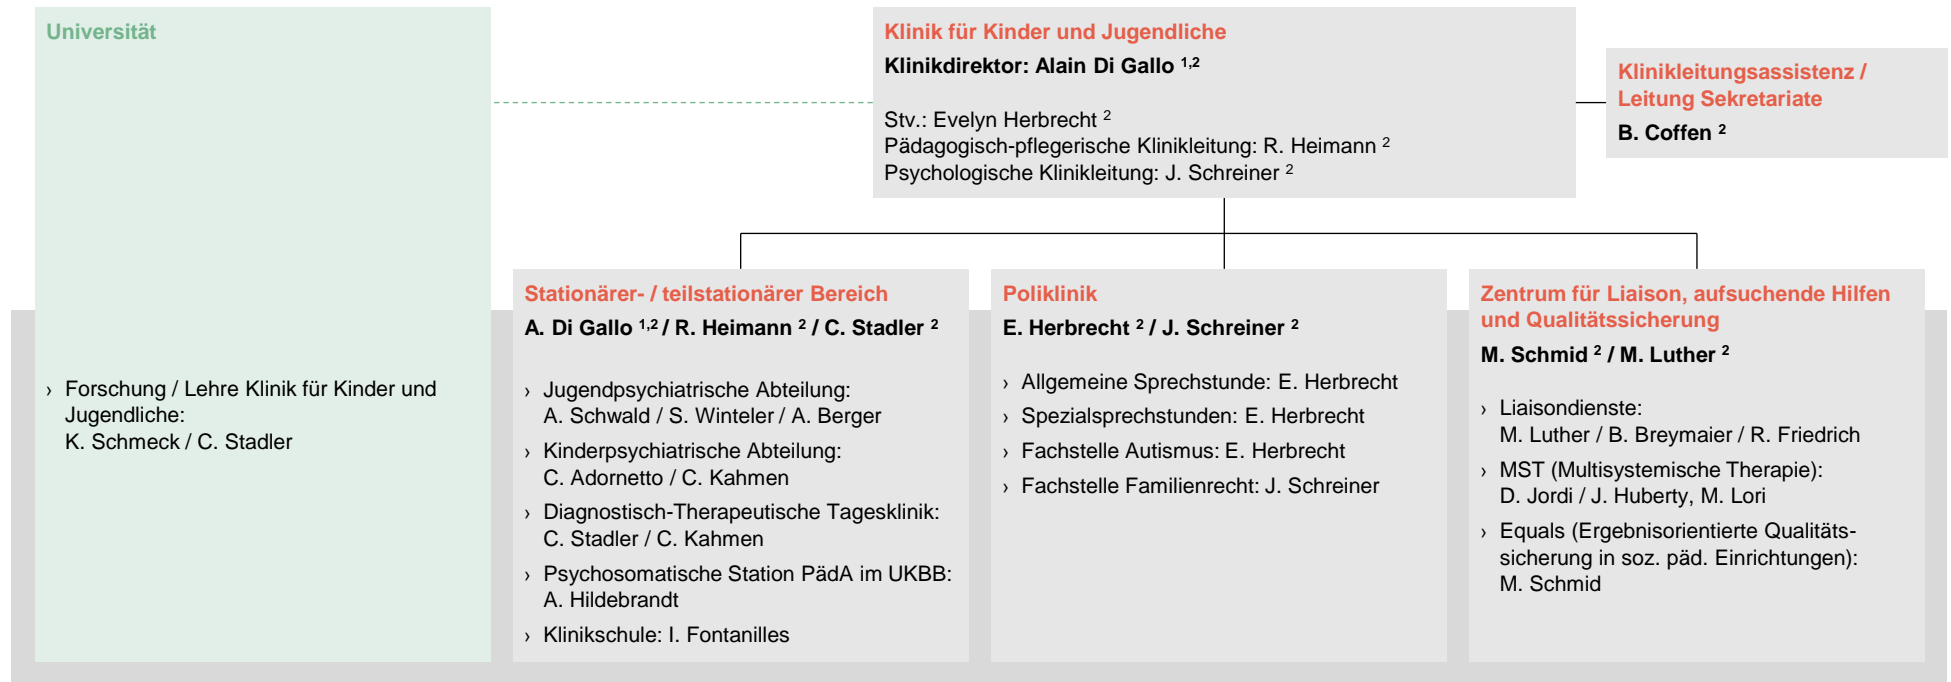 Universität
› Forschung / Lehre Klinik für Kinder und
Jugendliche:
K. Schmeck / C. Stadler
Klinik für Kinder und Jugendliche
Klinikdirektor: Alain Di Gallo 1,2
Stv.: Evelyn Herbrecht 2
Pädagogisch-pflegerische Klinikleitung: R. Heimann 2
Psychologische Klinikleitung: J. Schreiner 2
Klinikleitungsassistenz /
Leitung Sekretariate
B. Coffen 2
Stationärer- / teilstationärer Bereich
A. Di Gallo 1,2 / R. Heimann 2 / C. Stadler 2
› Jugendpsychiatrische Abteilung:
A. Schwald / S. Winteler / A. Berger
› Kinderpsychiatrische Abteilung:
C. Adornetto / C. Kahmen
› Diagnostisch-Therapeutische Tagesklinik:
C. Stadler / C. Kahmen
› Psychosomatische Station PädA im UKBB:
A. Hildebrandt
› Klinikschule: I. Fontanilles
Poliklinik
E. Herbrecht 2 / J. Schreiner 2
› Allgemeine Sprechstunde: E. Herbrecht
› Spezialsprechstunden: E. Herbrecht
› Fachstelle Autismus: E. Herbrecht
› Fachstelle Familienrecht: J. Schreiner
Zentrum für Liaison, aufsuchende Hilfen
und Qualitätssicherung
M. Schmid 2 / M. Luther 2
› Liaisondienste:
M. Luther / B. Breymaier / R. Friedrich
› MST (Multisystemische Therapie):
D. Jordi / J. Huberty, M. Lori
› Equals (Ergebnisorientierte Qualitäts-
sicherung in soz. päd. Einrichtungen):
M. Schmid